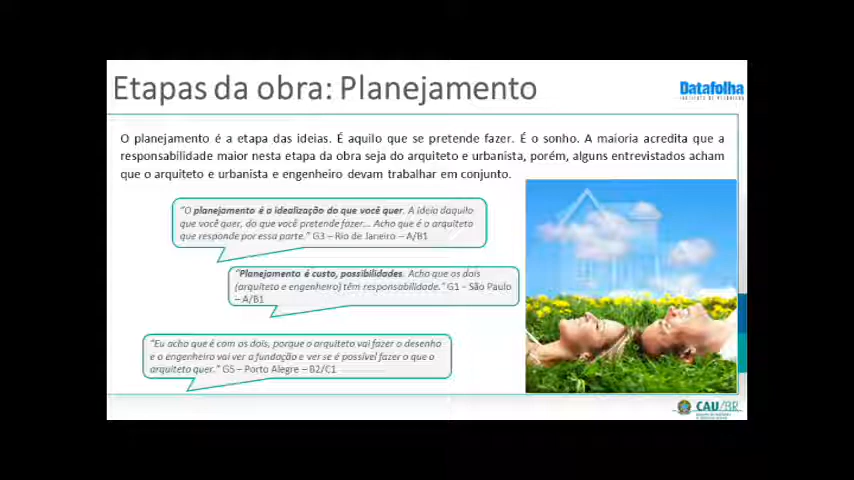 Etapas da obra: Planejamento
Datafolha
INSTITUTO DE PESQUISAS
O planejamento é a etapa das ideias. É aquilo que se pretende fazer. É o sonho. A maioria acredita que a
responsabilidade maior nesta etapa da obra seja do arquiteto e urbanista, porém, alguns entrevistados acham
que o arquiteto e urbanista e engenheiro devam trabalhar em conjunto.
"O planejamento é a idealização do que você quer. A ideia daquilo
que você quer, do que você pretende fazer... Acho que é o arquiteto
que responde por essa parte." G3 – Rio de Janeiro – A/B1
"Planejamento é custo, possibilidades. Acho que os dois
(arquiteto e engenheiro) têm responsabilidade." G1 – São Paulo
– A/B1
"Eu acho que é com os dois, porque o arquiteto vai fazer o desenho
e o engenheiro vai ver a fundação e ver se é possível fazer o que o
arquiteto quer." G5 – Porto Alegre – B2/C1
CAU/BR